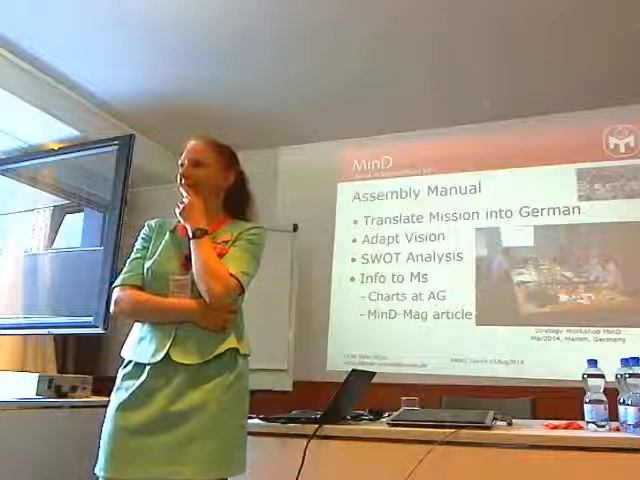 MinD
Assembly Manual
• Translate Mission into German
• Adapt Vision
• SWOT Analysis
• Info to Ms
– Charts at AG
– MinD-Mag article
Strategy Workshop MinD
Mar2014, Hamm, Germany